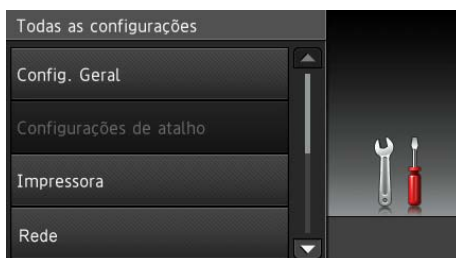 Todas as configurações
Config. Geral
Configurações de atalho
Impressora
Rede